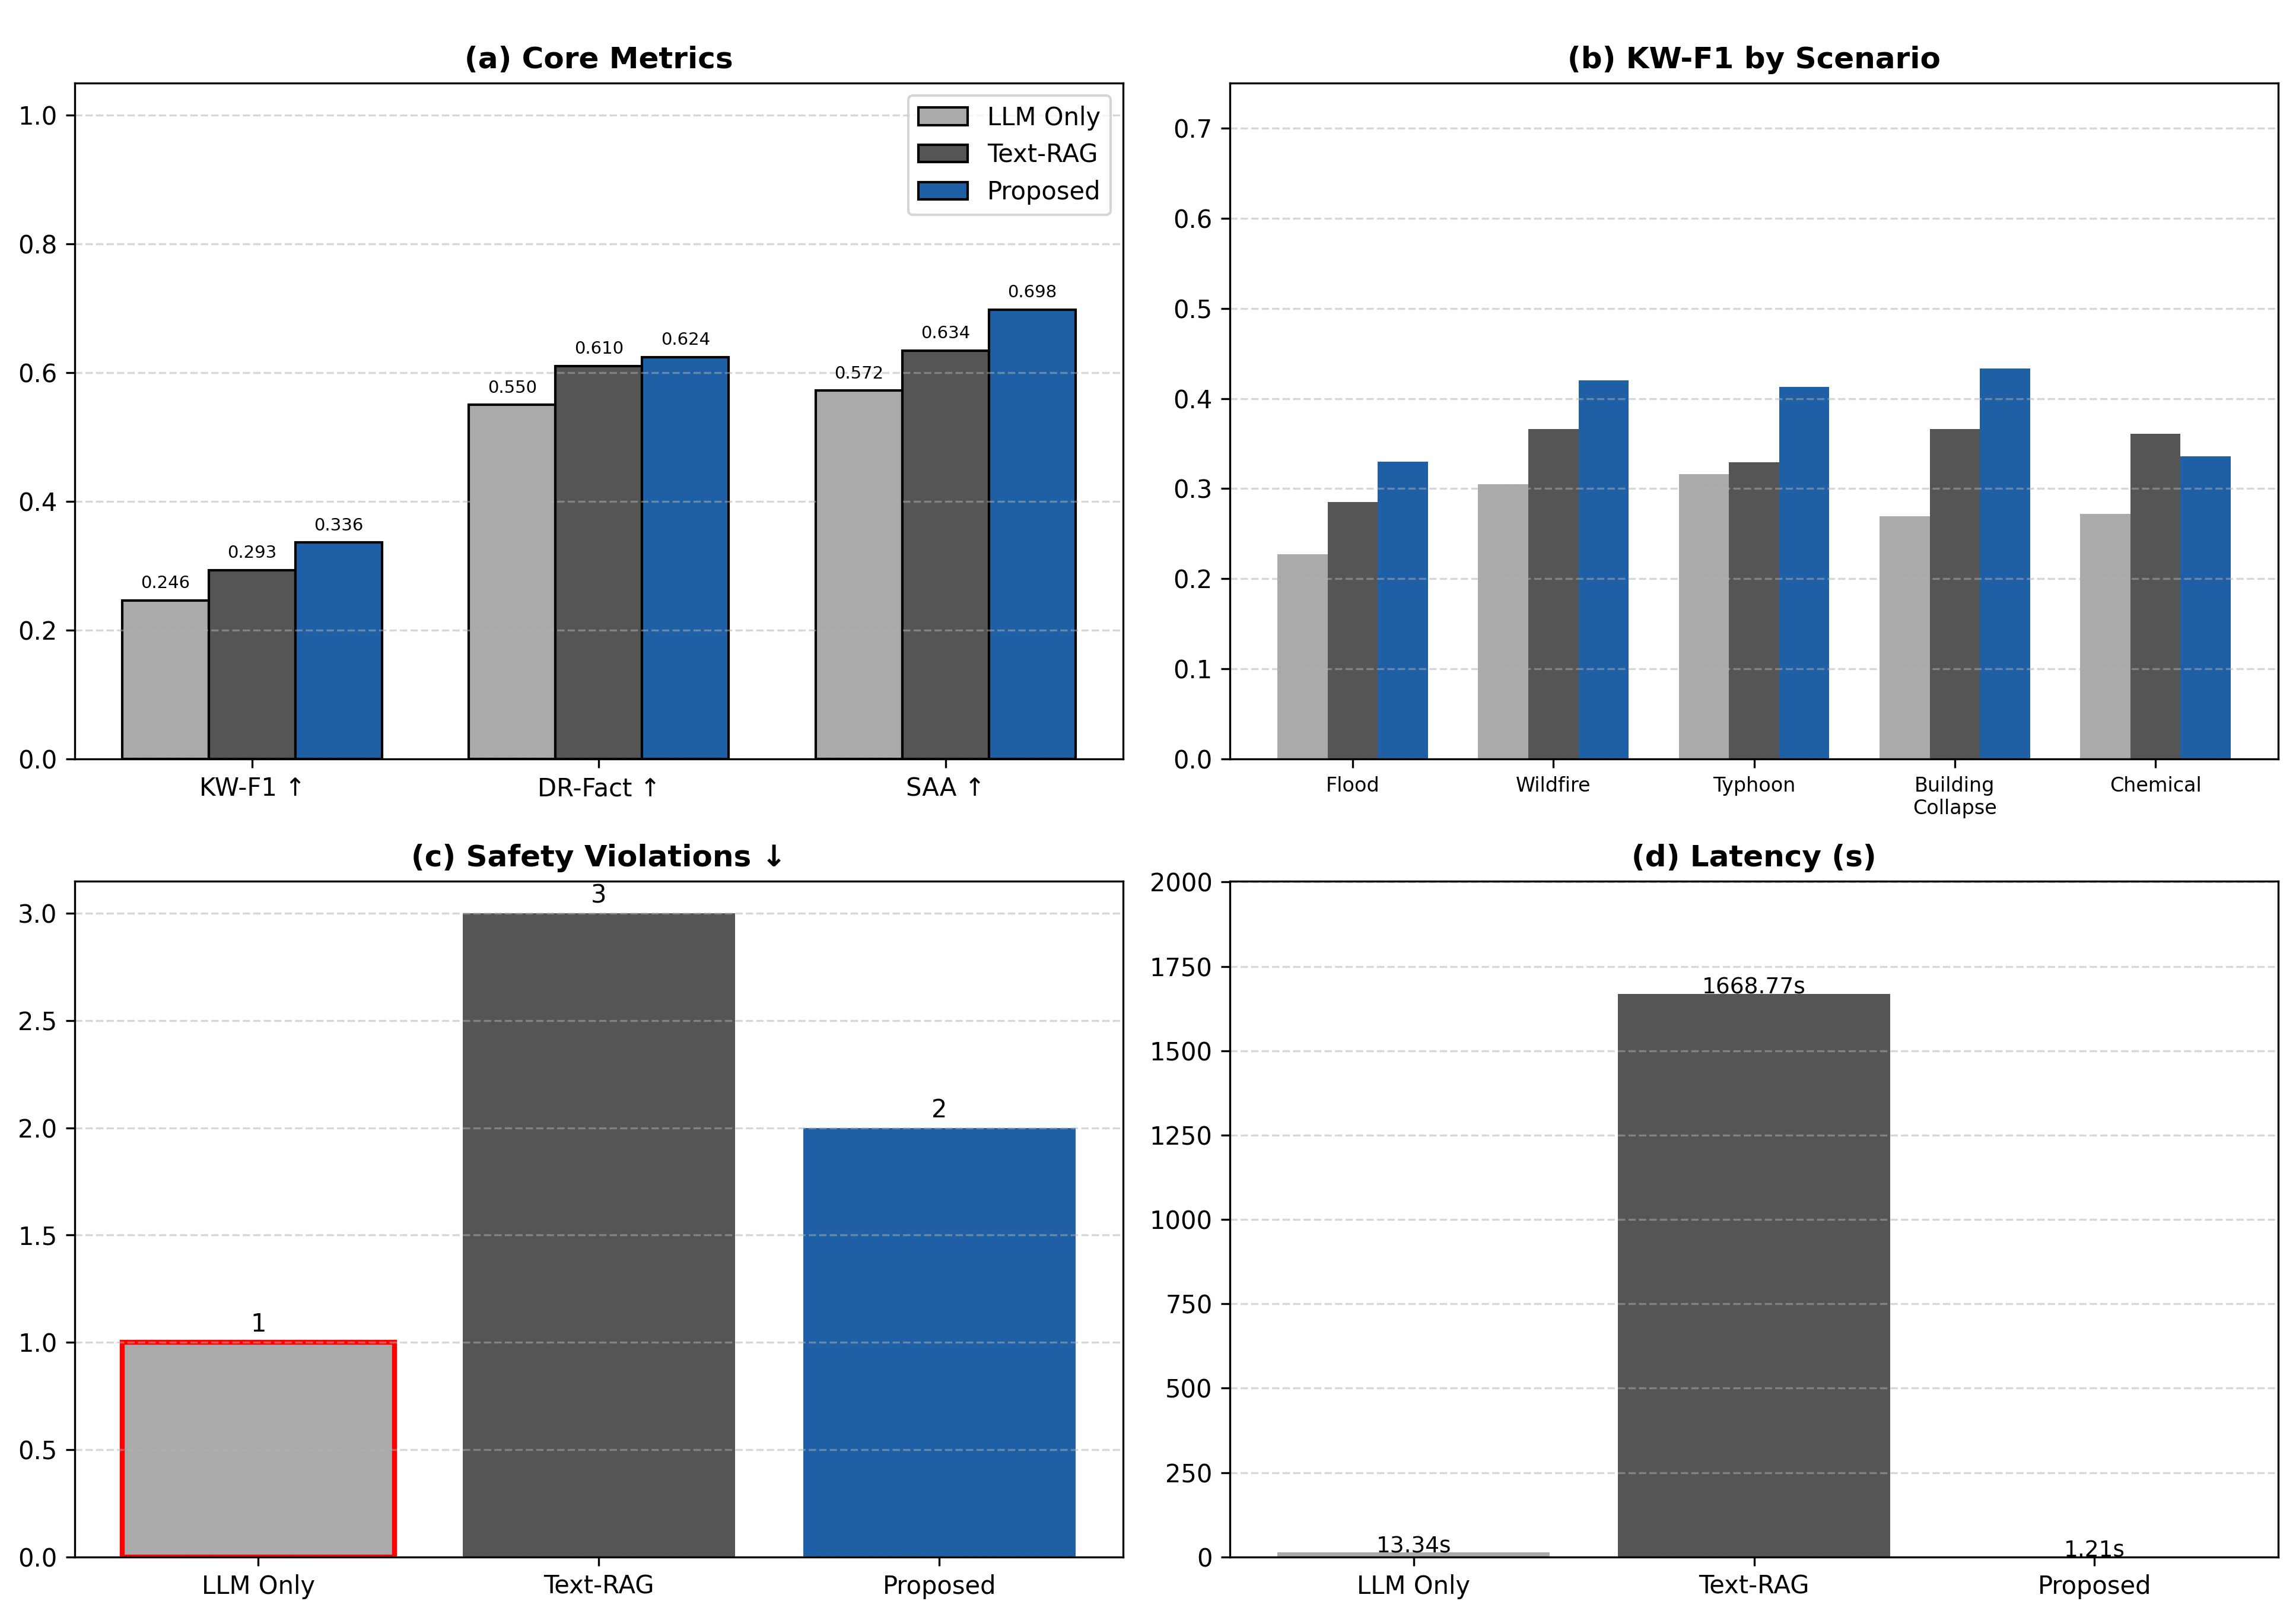 (a) Core Metrics
1.0
0.8
0.6
0.4
0.2
0.0
LLM Only
Text-RAG
Proposed
0.246
0.293
0.336
0.550
0.610
0.624
0.572
0.634
0.698
KW-F1 ↑
DR-Fact ↑
SAA ↑
(b) KW-F1 by Scenario
0.7
0.6
0.5
0.4
0.3
0.2
0.1
0.0
Flood
Wildfire
Typhoon
Building
Collapse
Chemical
(c) Safety Violations ↓
3.0
2.5
2.0
1.5
1.0
0.5
0.0
1
3
2
LLM Only
Text-RAG
Proposed
(d) Latency (s)
2000
1750
1500
1250
1000
750
500
250
0
13.34s
1668.77s
1.21s
LLM Only
Text-RAG
Proposed